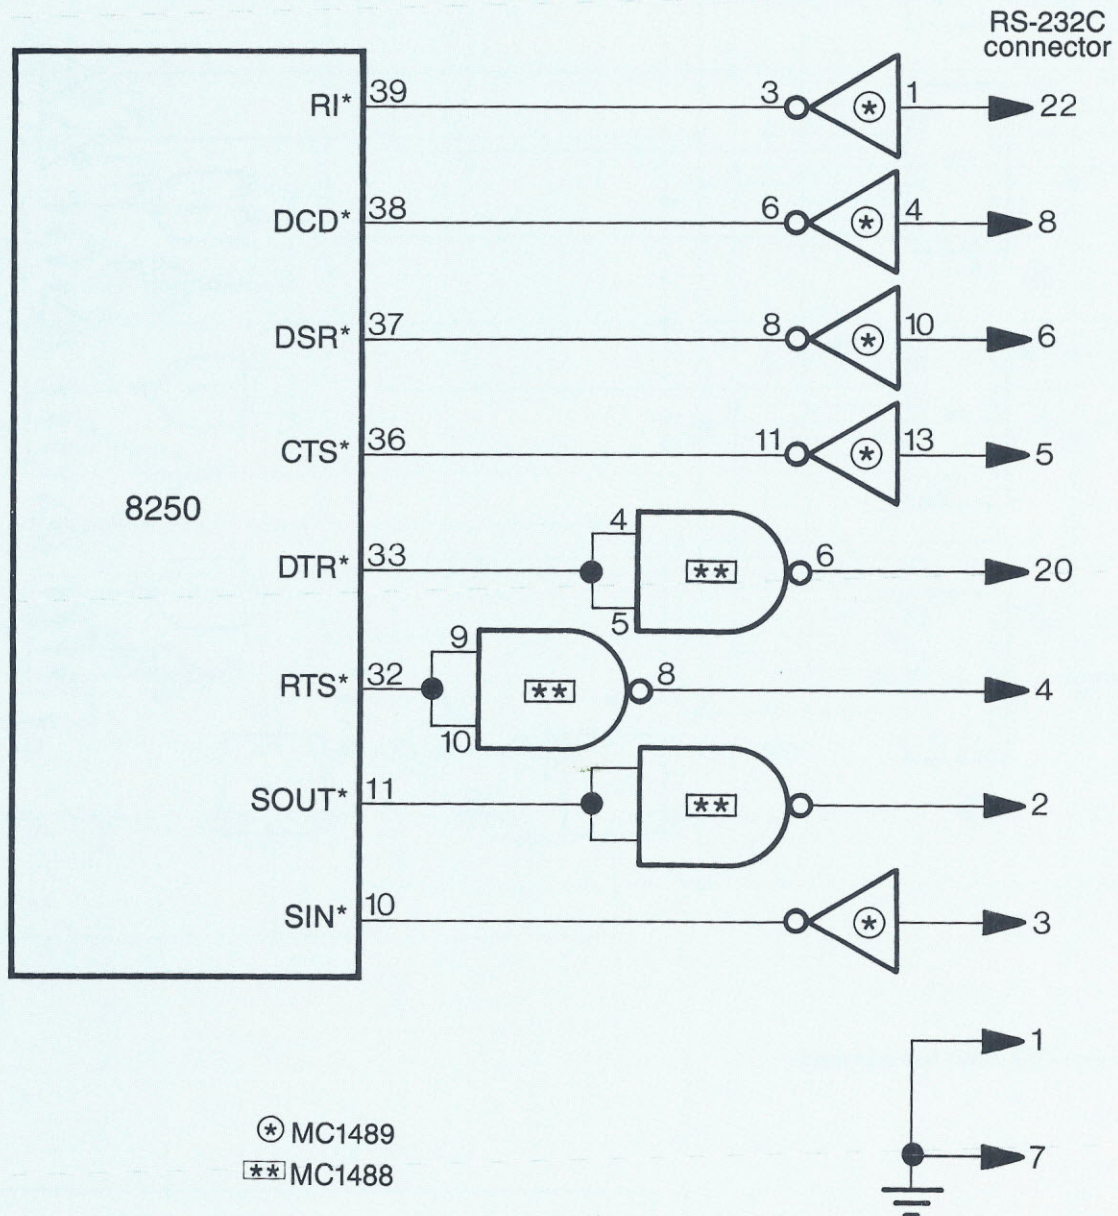 RS-232C
connector
RI* 39 3 ⊛ 1 22
DCD* 38 6 ⊛ 4 8
DSR* 37 8 ⊛ 10 6
CTS* 36 11 ⊛ 13 5
8250
4
DTR* 33 ** 6 20
5
9
RTS* 32 ** 8 4
10
SOUT* 11 ** 2
SIN* 10 ⊛ 3
1
7
⊛ MC1489
** MC1488